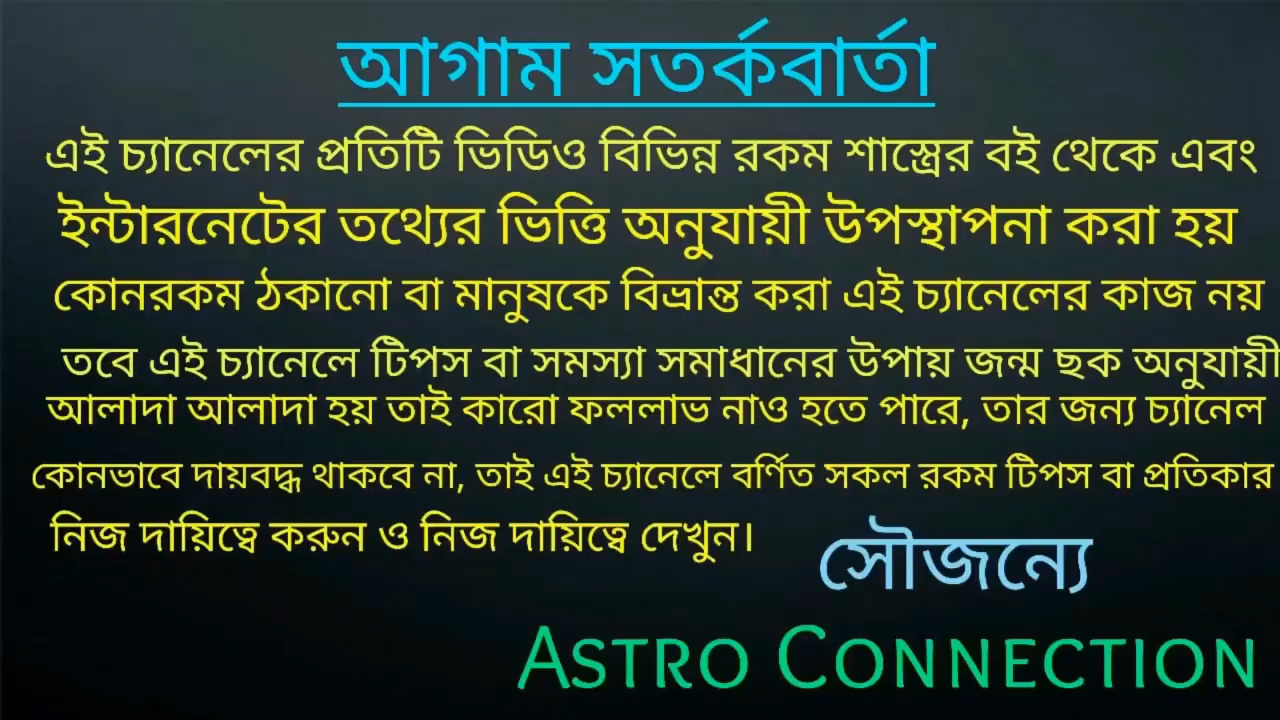 আগাম সতর্কবার্তা
এই চ্যানেলের প্রতিটি ভিডিও বিভিন্ন রকম শাস্ত্রের বই থেকে এবং
ইন্টারনেটের তথ্যের ভিত্তি অনুযায়ী উপস্থাপনা করা হয়
কোনরকম ঠকানো বা মানুষকে বিভ্রান্ত করা এই চ্যানেলের কাজ নয়
তবে এই চ্যানেলে টিপস বা সমস্যা সমাধানের উপায় জন্ম ছক অনুযায়ী
আলাদা আলাদা হয় তাই কারো ফললাভ নাও হতে পারে, তার জন্য চ্যানেল
কোনভাবে দায়বদ্ধ থাকবে না, তাই এই চ্যানেলে বর্ণিত সকল রকম টিপস বা প্রতিকার
নিজ দায়িত্বে করুন ও নিজ দায়িত্বে দেখুন।
সৌজন্যে
ASTRO CONNECTION